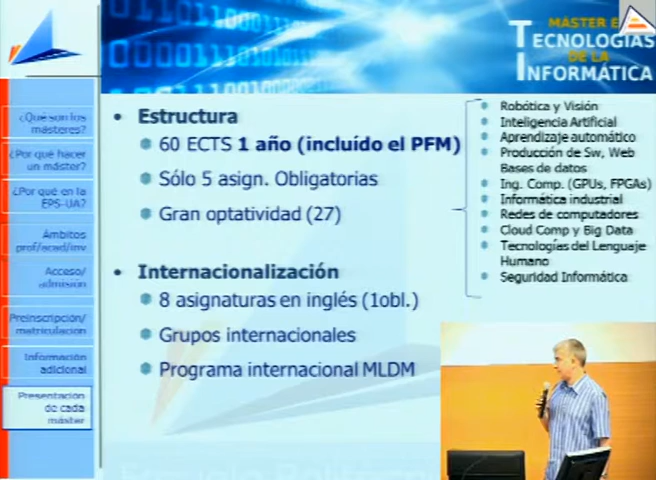 MÁSTER E
TECNOLOGÍAS
DE LA
INFORMÁTICA
¿Qué son los
másteres?
¿Por qué hacer
un máster?
¿Por qué en la
EPS-UA?
Ámbitos
prof/acad/inv
Acceso/
admisión
Preinscripción/
matriculación
Información
adicional
Presentación
de cada
máster
• Estructura
60 ECTS 1 año (incluído el PFM)
Sólo 5 asign. Obligatorias
Gran optatividad (27)
• Internacionalización
8 asignaturas en inglés (1obl.)
Grupos internacionales
Programa internacional MLDM
Robótica y Visión
Inteligencia Artificial
Aprendizaje automático
Producción de Sw, Web
Bases de datos
Ing. Comp. (GPUs, FPGAs)
Informática industrial
Redes de computadores
Cloud Comp y Big Data
Tecnologías del Lenguaje
Humano
Seguridad Informática